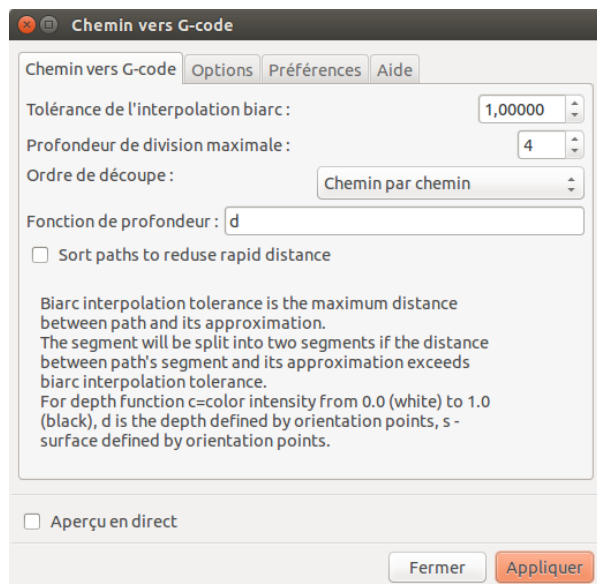 Chemin vers G-code
Chemin vers G-code Options Préférences Aide
Tolérance de l'interpolation biarc : 1,00000
Profondeur de division maximale : 4
Ordre de découpe : Chemin par chemin
Fonction de profondeur : d
Sort paths to reduse rapid distance
Biarc interpolation tolerance is the maximum distance
between path and its approximation.
The segment will be split into two segments if the distance
between path's segment and its approximation exceeds
biarc interpolation tolerance.
For depth function c=color intensity from 0.0 (white) to 1.0
(black), d is the depth defined by orientation points, s -
surface defined by orientation points.
Aperçu en direct
Fermer Appliquer